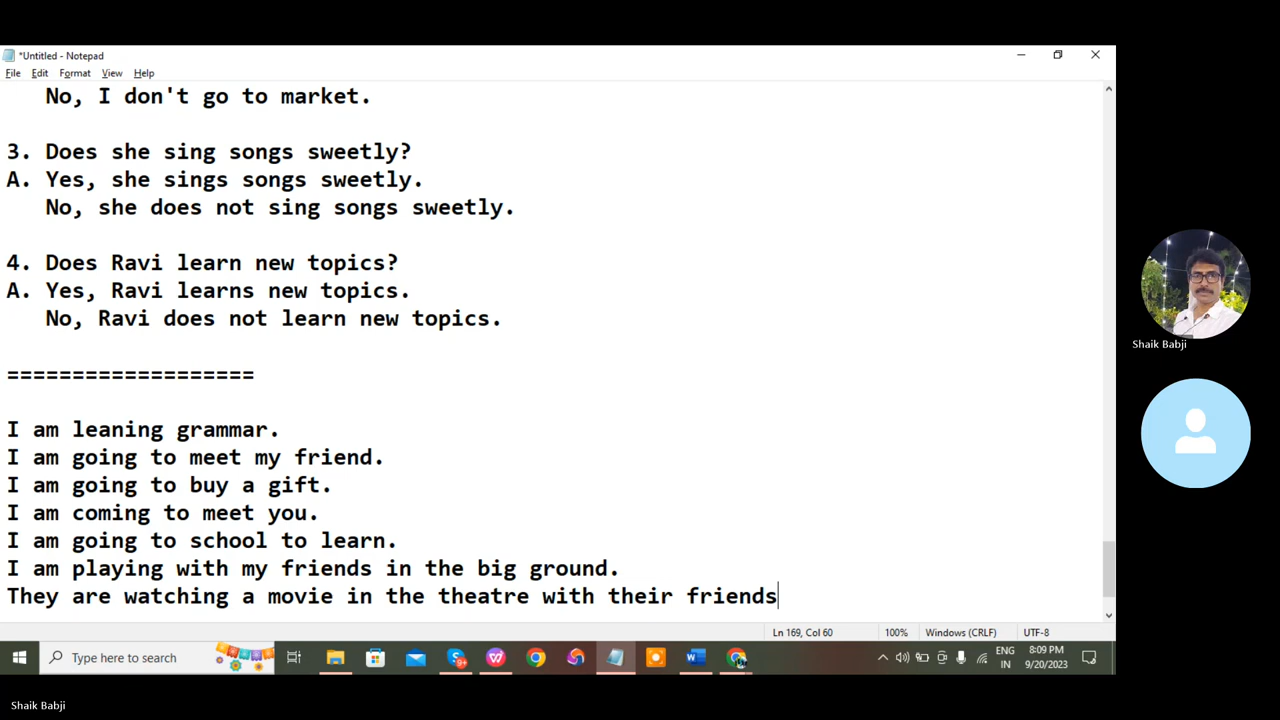 *Untitled - Notepad
File Edit Format View Help
No, I don't go to market.
3. Does she sing songs sweetly?
A. Yes, she sings songs sweetly.
No, she does not sing songs sweetly.
4. Does Ravi learn new topics?
A. Yes, Ravi learns new topics.
No, Ravi does not learn new topics.
===================
I am leaning grammar.
I am going to meet my friend.
I am going to buy a gift.
I am coming to meet you.
I am going to school to learn.
I am playing with my friends in the big ground.
They are watching a movie in the theatre with their friends
Ln 169, Col 60 100% Windows (CRLF) UTF-8
Type here to search
ENG
IN
8:09 PM
9/20/2023
Shaik Babji
Shaik Babji